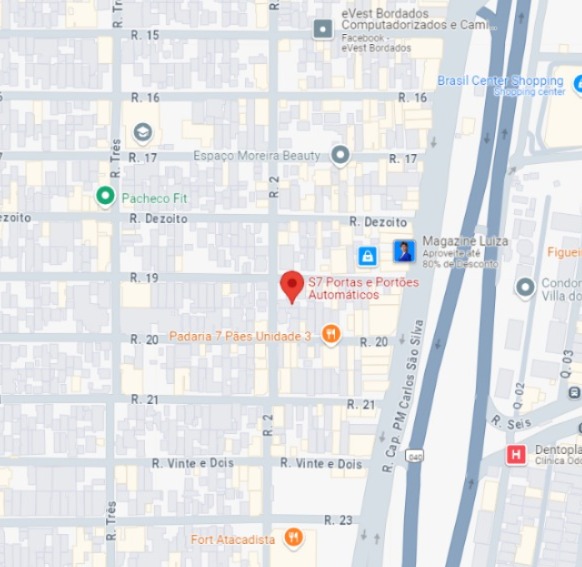 R. Três
eVest Bordados
Computadorizados e Cami...
Facebook -
eVest Bordados
R. 15
R. 2
Brasil Center Shopping
Shopping center
R. 16
R. 16
R. Três
R. 17
Espaço Moreira Beauty
R. 17
R. 2
Pacheco Fit
ezoito
R. Dezoito
R. Dezoito
Magazine Luiza
Aproveite até
80% de desconto
Figuei
R. 19
S7 Portas e Portões
Automáticos
Condor
Villa do
Padaria 7 Pães Unidade 3
R. 20
R. 20
R. Cap. PM Carlos São Silva
Q. 03
Q. 02
R. 21
R. 21
R. 2
R. Seis
040
H
Dentopla
Clínica Odo
R. Vinte e Dois
R. Vinte e Dois
R. Três
R. 23
Fort Atacadista